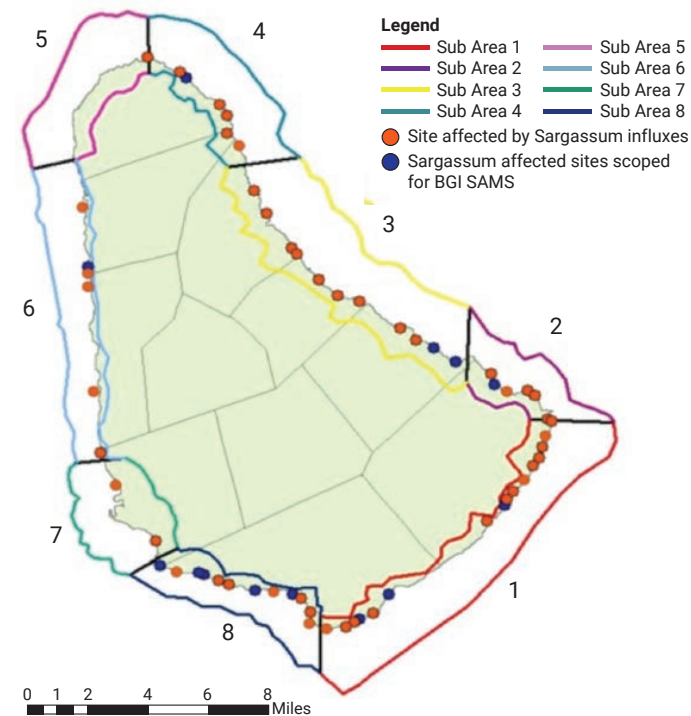 5
4
Legend
Sub Area 1
Sub Area 5
Sub Area 2
Sub Area 6
Sub Area 3
Sub Area 7
Sub Area 4
Sub Area 8
Site affected by Sargassum influxes
Sargassum affected sites scoped
for BGI SAMS
3
6
2
7
1
8
0 1 2 4 6 8
Miles